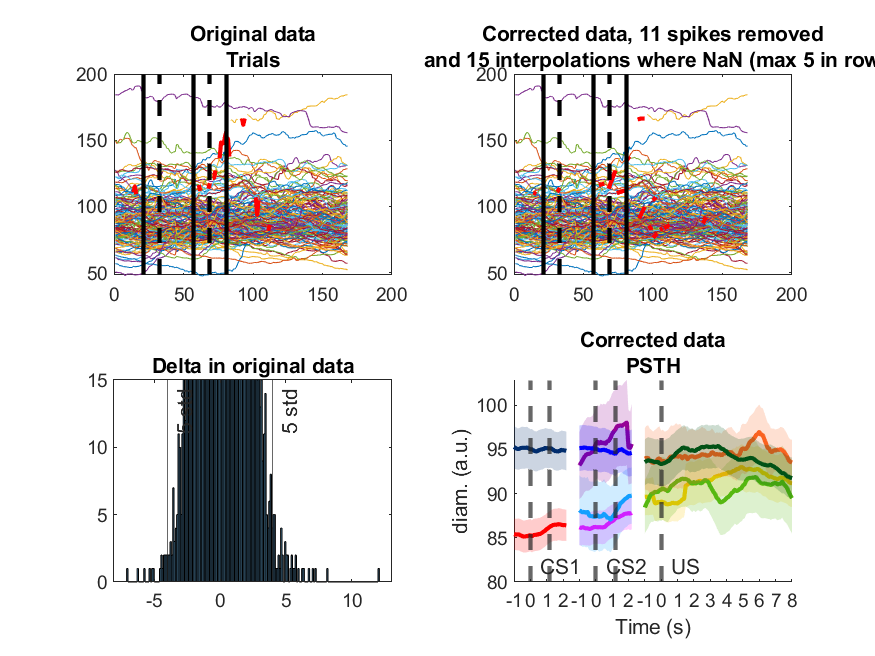 Original data
Trials
200
150
100
50
0 50 100 150 200
Corrected data, 11 spikes removed
and 15 interpolations where NaN (max 5 in row
200
150
100
50
0 50 100 150 200
Delta in original data
15
10
5
0
5 std
5 std
-5 0 5 10
Corrected data
PSTH
diam. (a.u.)
100
95
90
85
80
CS1 CS2 US
-1 0 1 2 -1 0 1 2 -1 0 1 2 3 4 5 6 7 8
Time (s)